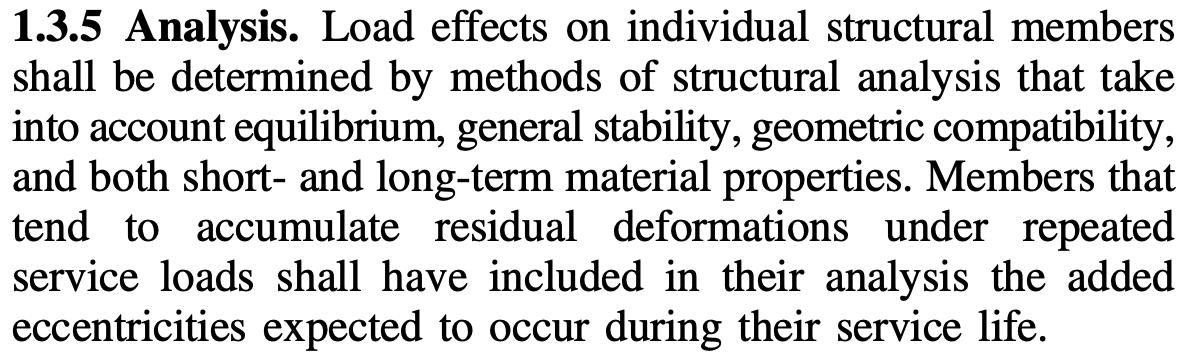 1.3.5 Analysis. Load effects on individual structural members
shall be determined by methods of structural analysis that take
into account equilibrium, general stability, geometric compatibility,
and both short- and long-term material properties. Members that
tend to accumulate residual deformations under repeated
service loads shall have included in their analysis the added
eccentricities expected to occur during their service life.